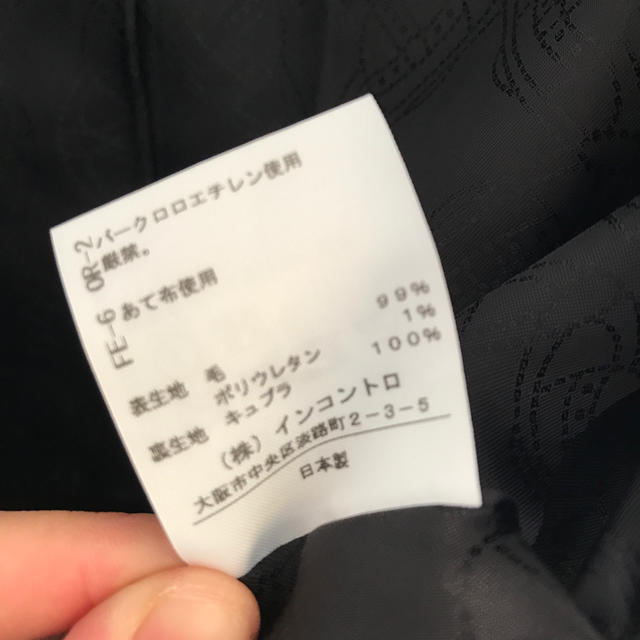 OR-2 パークロロエチレン使用
厳禁。
FE-6 あて布使用
表生地 毛 99%
ポリウレタン 1%
裏生地 キュプラ 100%
(株)インコントロ
大阪市中央区淡路町2-3-5
日本製